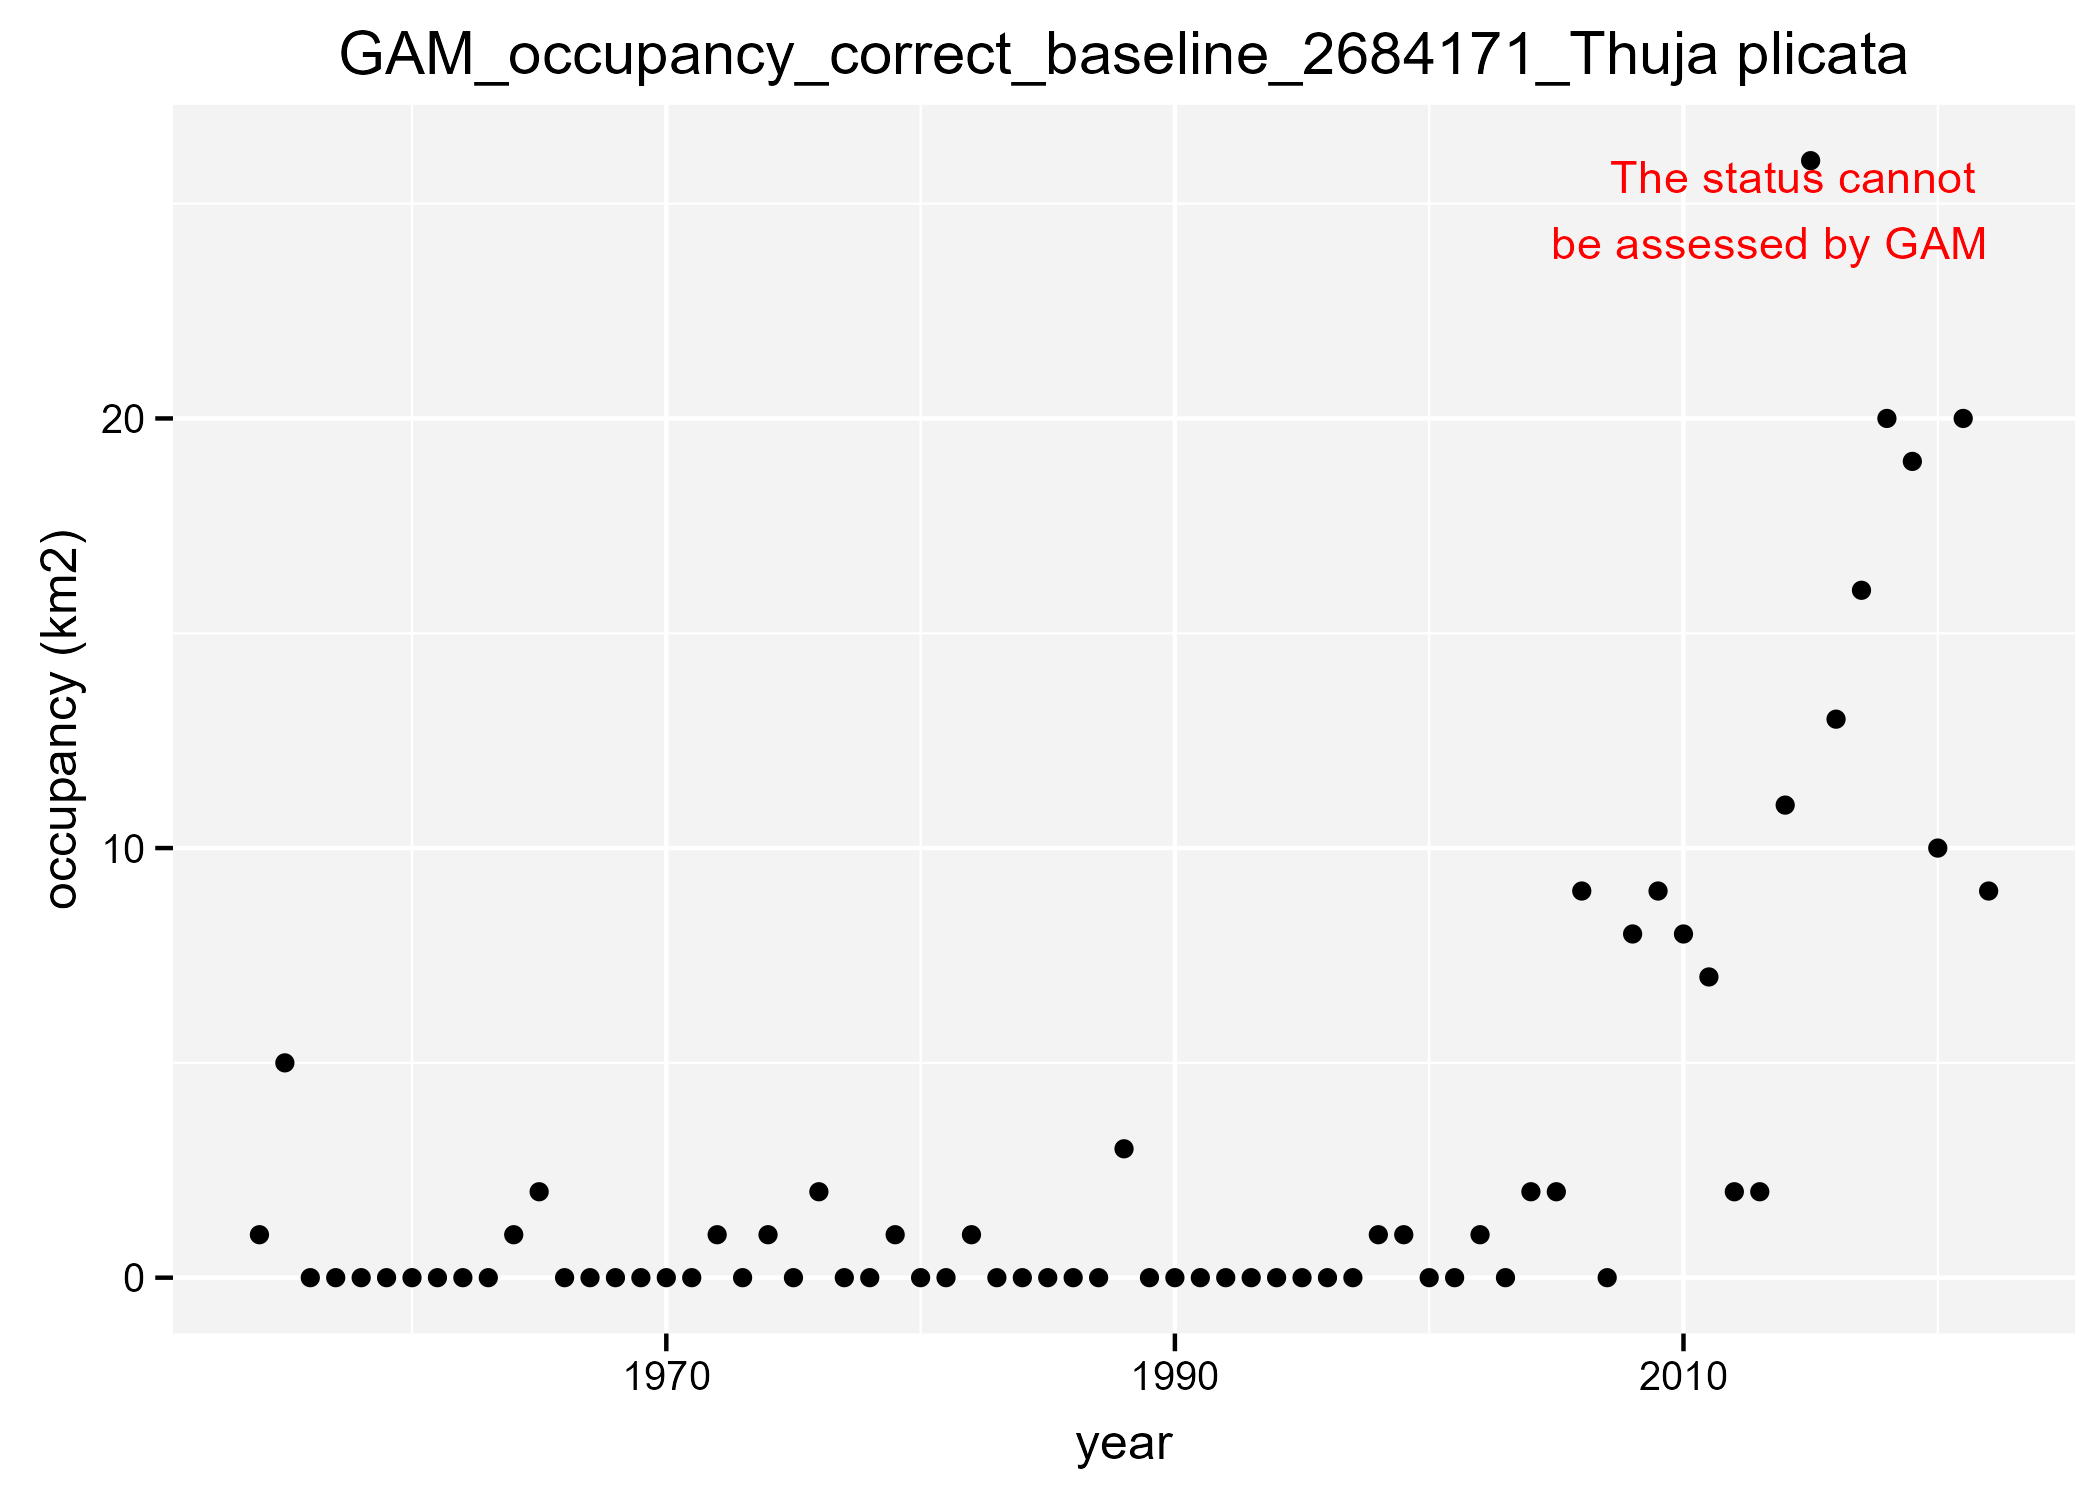 GAM_occupancy_correct_baseline_2684171_Thuja plicata
The status cannot
be assessed by GAM
20
10
0
occupancy (km2)
1970 1990 2010
year